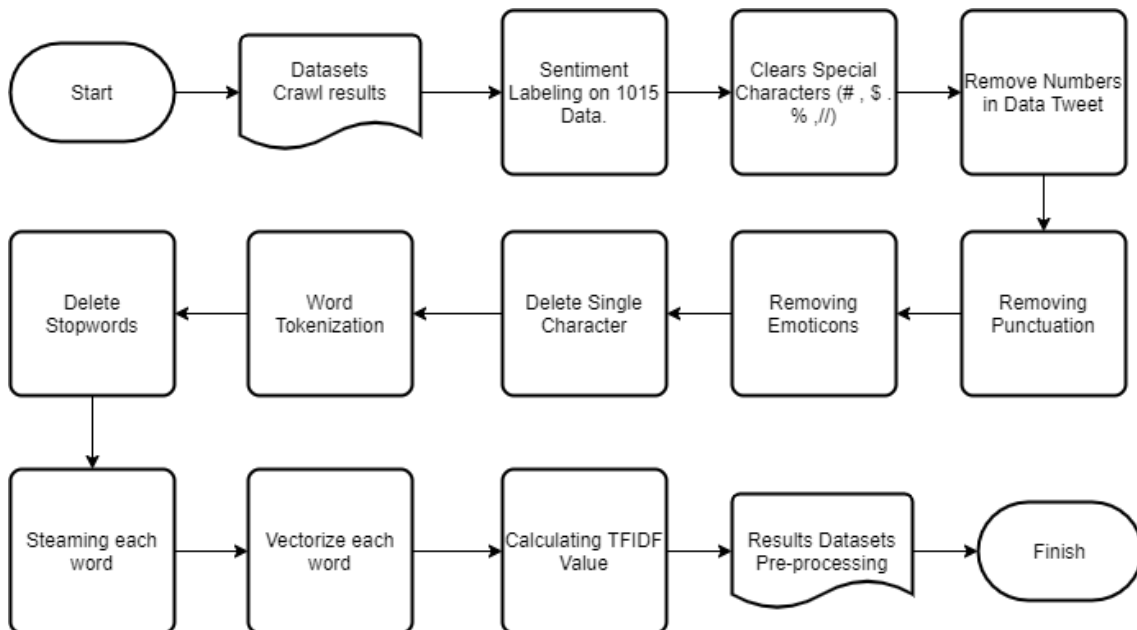 Start
Datasets
Crawl results
Sentiment
Labeling on 1015
Data.
Clears Special
Characters (# , $ .
% ,//)
Remove Numbers
in Data Tweet
Removing
Punctuation
Removing
Emoticons
Delete Single
Character
Word
Tokenization
Delete
Stopwords
Steaming each
word
Vectorize each
word
Calculating TFIDF
Value
Results Datasets
Pre-processing
Finish